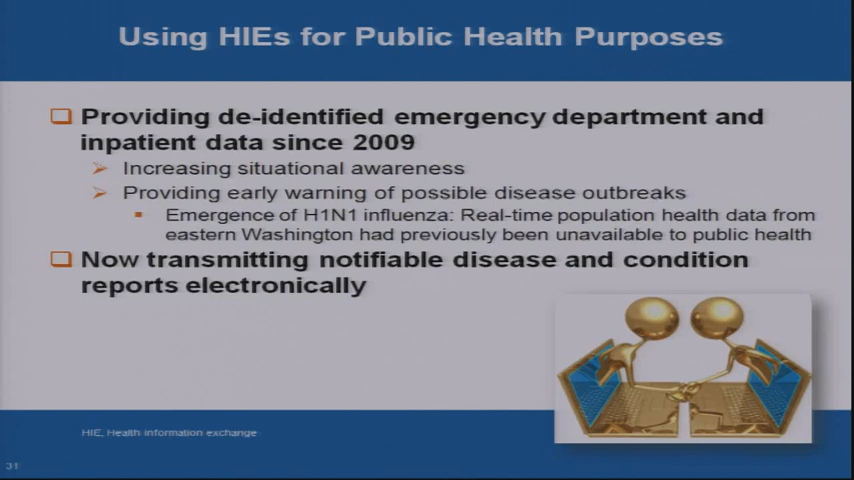 Using HIEs for Public Health Purposes
Providing de-identified emergency department and
inpatient data since 2009
Increasing situational awareness
Providing early warning of possible disease outbreaks
Emergence of H1N1 influenza: Real-time population health data from
eastern Washington had previously been unavailable to public health
Now transmitting notifiable disease and condition
reports electronically
HIE, Health information exchange
31